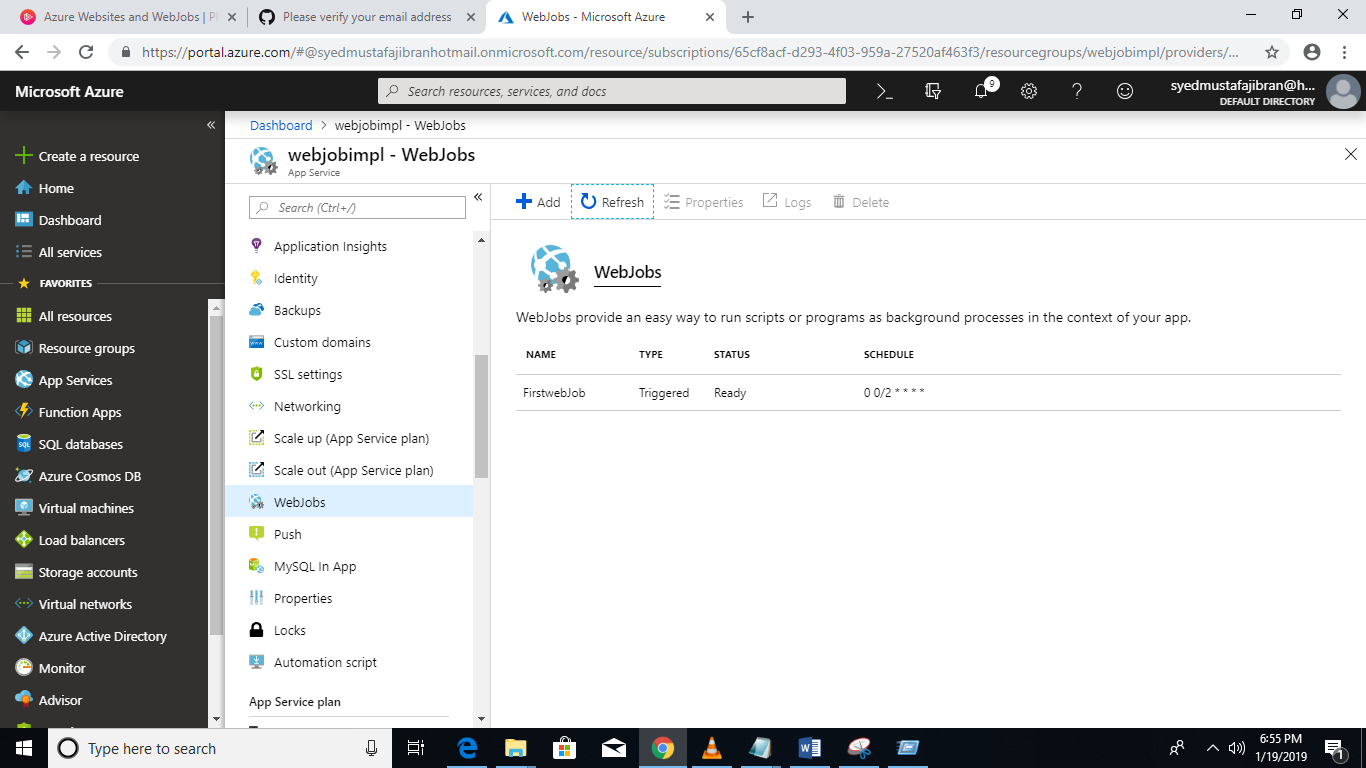 Azure Websites and WebJobs | Pl
Please verify your email address
WebJobs - Microsoft Azure
https://portal.azure.com/#@syedmustafajibranhotmail.onmicrosoft.com/resource/subscriptions/65cf8acf-d293-4f03-959a-27520af463f3/resourcegroups/webjobimpl/providers/...
Microsoft Azure
Search resources, services, and docs
9
syedmustafajibran@h...
DEFAULT DIRECTORY
Create a resource
Home
Dashboard
All services
FAVORITES
All resources
Resource groups
App Services
Function Apps
SQL databases
Azure Cosmos DB
Virtual machines
Load balancers
Storage accounts
Virtual networks
Azure Active Directory
Monitor
Advisor
Dashboard > webjobimpl - WebJobs
webjobimpl - WebJobs
App Service
Search (Ctrl+/)
Application Insights
Identity
Backups
Custom domains
SSL settings
Networking
Scale up (App Service plan)
Scale out (App Service plan)
WebJobs
Push
MySQL In App
Properties
Locks
Automation script
App Service plan
Add Refresh Properties Logs Delete
WebJobs
WebJobs provide an easy way to run scripts or programs as background processes in the context of your app.
NAME TYPE STATUS SCHEDULE
FirstwebJob Triggered Ready 0 0/2 * * * *
Type here to search
6:55 PM
1/19/2019
1